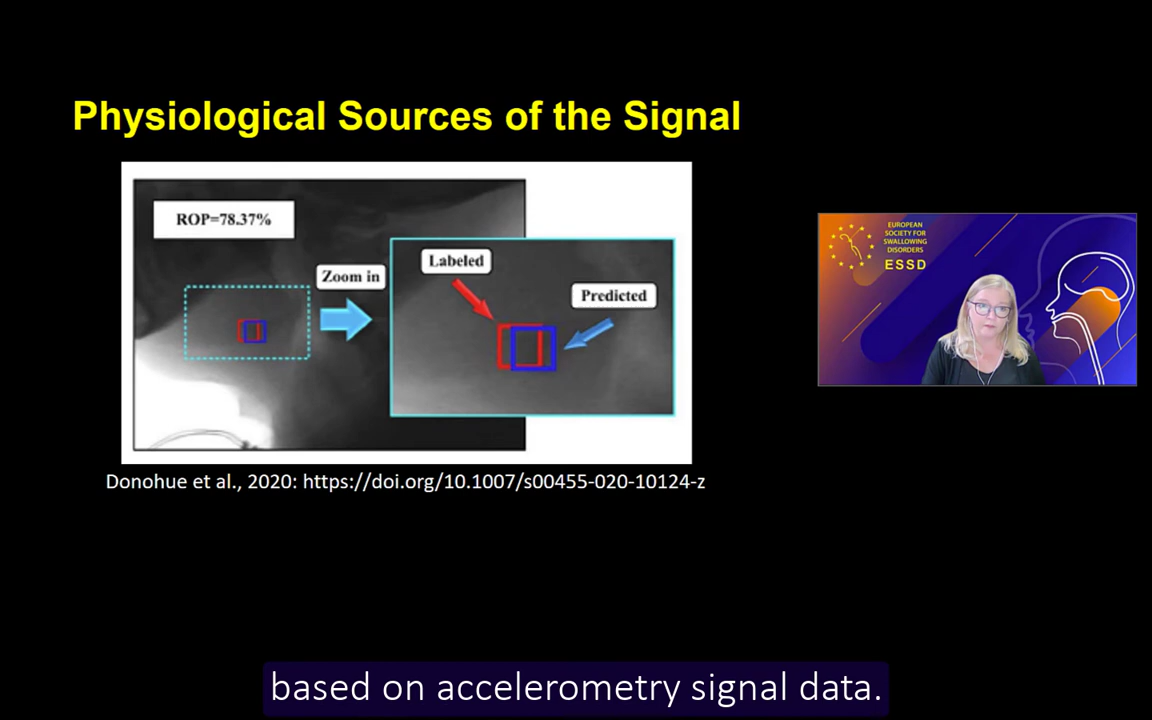 Physiological Sources of the Signal
ROP=78.37%
Zoom in
Labeled
Predicted
Donohue et al., 2020: https://doi.org/10.1007/s00455-020-10124-z
EUROPEAN
SOCIETY FOR
SWALLOWING
DISORDERS
ESSD
based on accelerometry signal data.